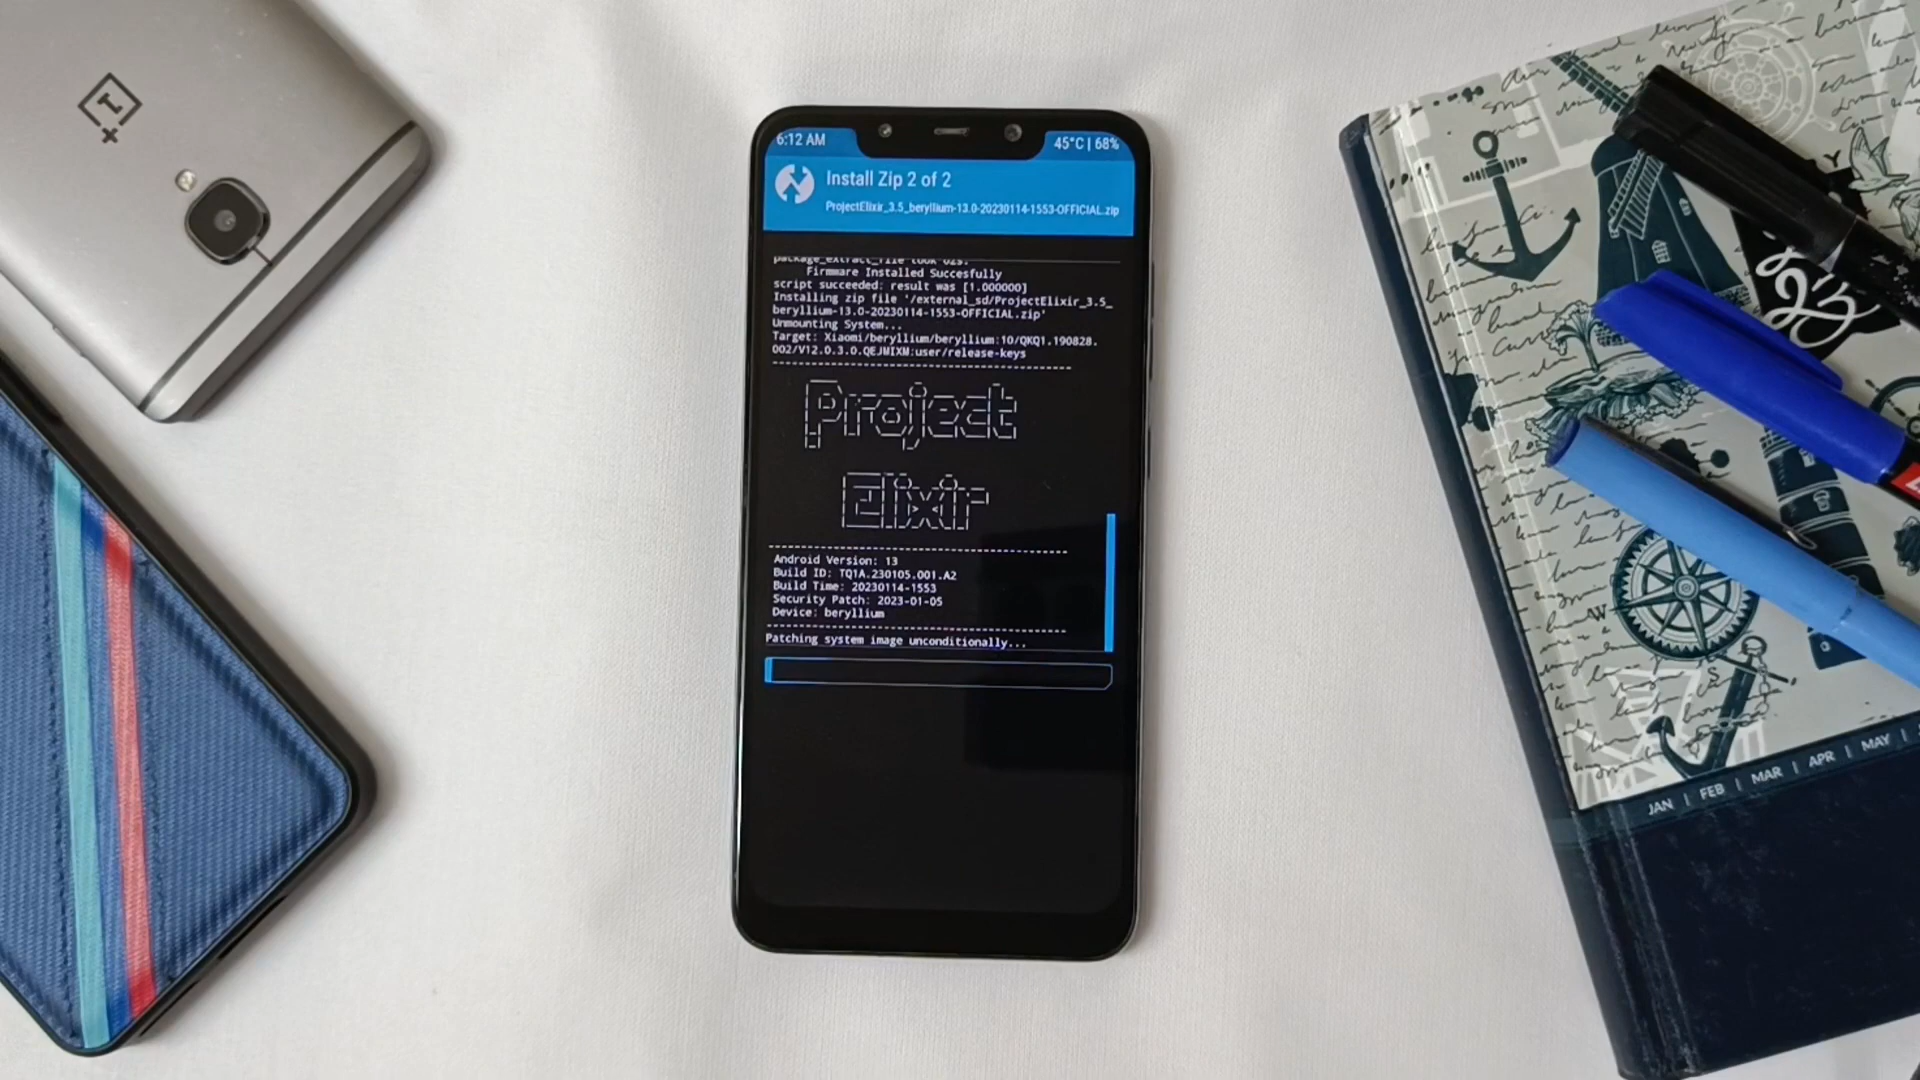 6:12 AM
45°C | 68%
Install Zip 2 of 2
ProjectElixir_3.5_beryllium-13.0-20230114-1553-OFFICIAL.zip
package_extract_file took 02s.
Firmware Installed Succesfully
script succeeded: result was [1.000000]
Installing zip file '/external_sd/ProjectElixir_3.5_
beryllium-13.0-20230114-1553-OFFICIAL.zip'
Unmounting System...
Target: Xiaomi/beryllium/beryllium:10/QKQ1.190828.
002/V12.0.3.0.QEJMIXM:user/release-keys
Project
Elixir
Android Version: 13
Build ID: TQ1A.230105.001.A2
Build Time: 20230114-1553
Security Patch: 2023-01-05
Device: beryllium
Patching system image unconditionally...
W
S
JAN | FEB | MAR | APR | MAY |